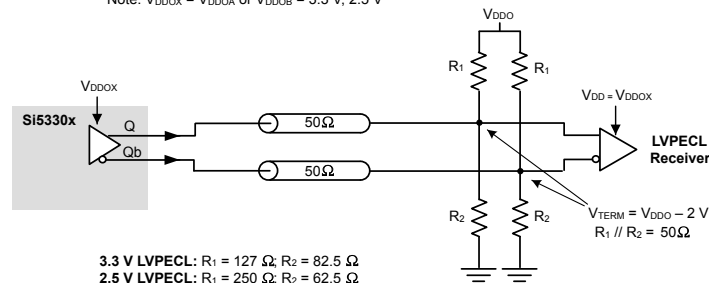 Note: VDDOX = VDDOA or VDDOB = 3.3 V, 2.5 V
VDDO
R1
R1
VDDOX
VDD = VDDOX
Si5330x
Q
50Ω
LVPECL
Receiver
Qb
50Ω
R2
R2
VTERM = VDDO – 2 V
R1 // R2 = 50Ω
3.3 V LVPECL: R1 = 127 Ω; R2 = 82.5 Ω
2.5 V LVPECL: R1 = 250 Ω; R2 = 62.5 Ω